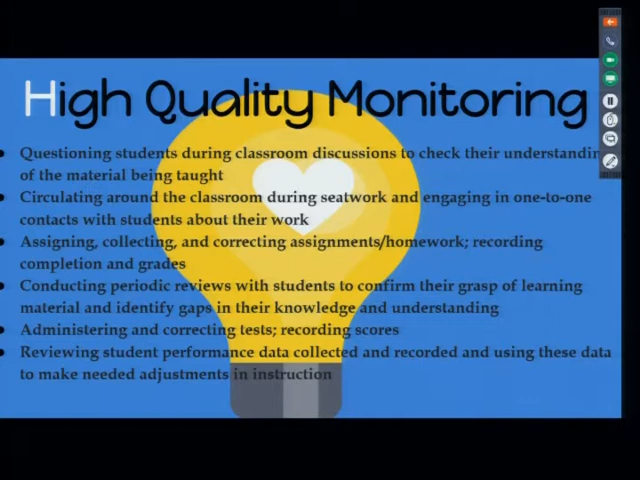 High Quality Monitoring
● Questioning students during classroom discussions to check their understandin
of the material being taught
● Circulating around the classroom during seatwork and engaging in one-to-one
contacts with students about their work
● Assigning, collecting, and correcting assignments/homework; recording
completion and grades
● Conducting periodic reviews with students to confirm their grasp of learning
material and identify gaps in their knowledge and understanding
● Administering and correcting tests; recording scores
● Reviewing student performance data collected and recorded and using these data
to make needed adjustments in instruction